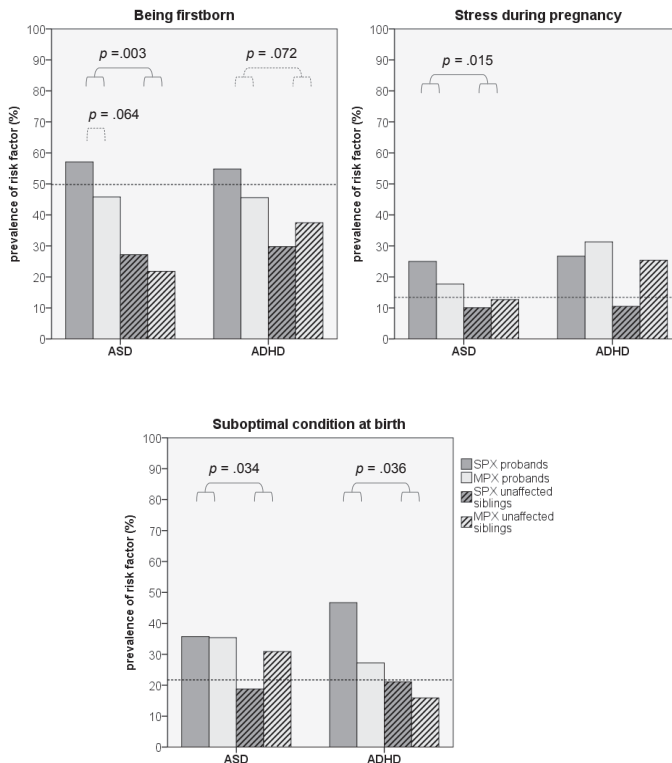 Being firstborn
prevalence of risk factor (%)
100
90
80
70
60
50
40
30
20
10
0
p =.003
p = .064
p = .072
ASD
ADHD
Stress during pregnancy
prevalence of risk factor (%)
100
90
80
70
60
50
40
30
20
10
0
p = .015
ASD
ADHD
Suboptimal condition at birth
prevalence of risk factor (%)
100
90
80
70
60
50
40
30
20
10
0
p = .034
p = .036
ASD
ADHD
SPX probands
MPX probands
SPX unaffected
siblings
MPX unaffected
siblings